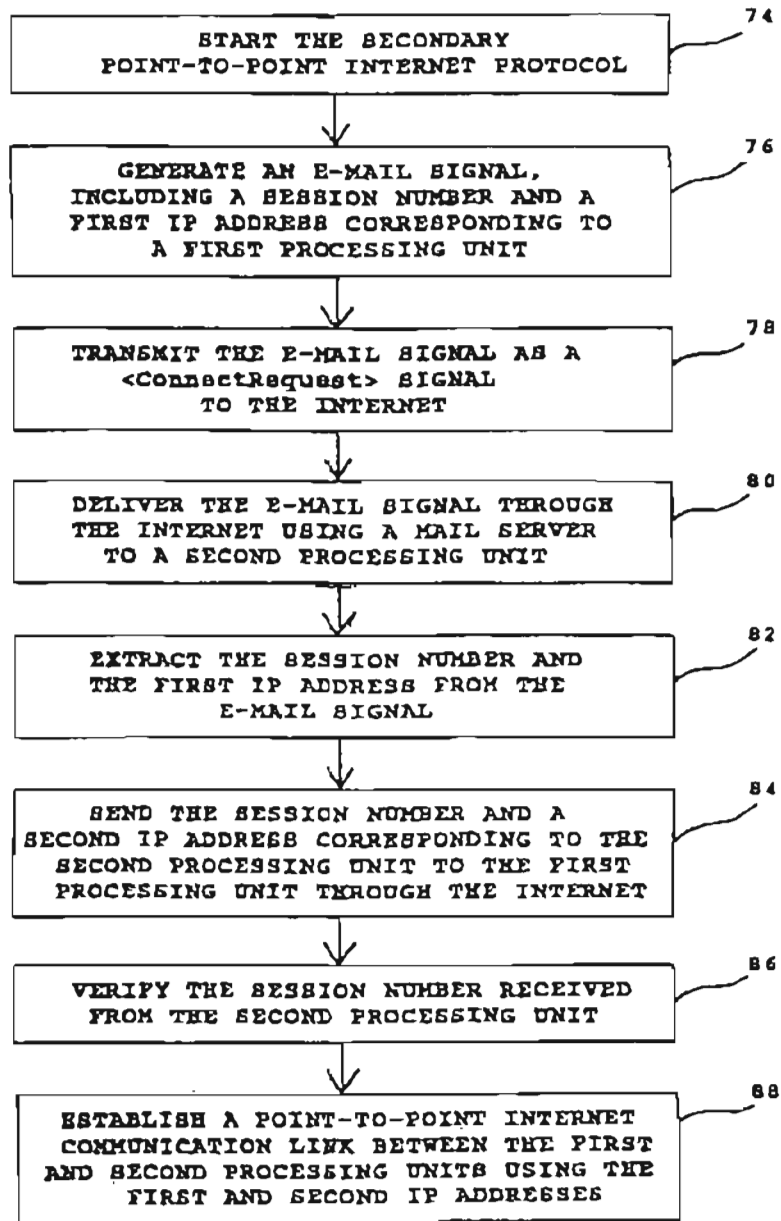 74
START THE SECONDARY
POINT-TO-POINT INTERNET PROTOCOL
76
GENERATE AN E-MAIL SIGNAL,
INCLUDING A SESSION NUMBER AND A
FIRST IP ADDRESS CORRESPONDING TO
A FIRST PROCESSING UNIT
78
TRANSMIT THE E-MAIL SIGNAL AS A
<ConnectRequest> SIGNAL
TO THE INTERNET
80
DELIVER THE E-MAIL SIGNAL THROUGH
THE INTERNET USING A MAIL SERVER
TO A SECOND PROCESSING UNIT
82
EXTRACT THE SESSION NUMBER AND
THE FIRST IP ADDRESS FROM THE
E-MAIL SIGNAL
84
SEND THE SESSION NUMBER AND A
SECOND IP ADDRESS CORRESPONDING TO THE
SECOND PROCESSING UNIT TO THE FIRST
PROCESSING UNIT THROUGH THE INTERNET
86
VERIFY THE SESSION NUMBER RECEIVED
FROM THE SECOND PROCESSING UNIT
88
ESTABLISH A POINT-TO-POINT INTERNET
COMMUNICATION LINK BETWEEN THE FIRST
AND SECOND PROCESSING UNITS USING THE
FIRST AND SECOND IP ADDRESSES